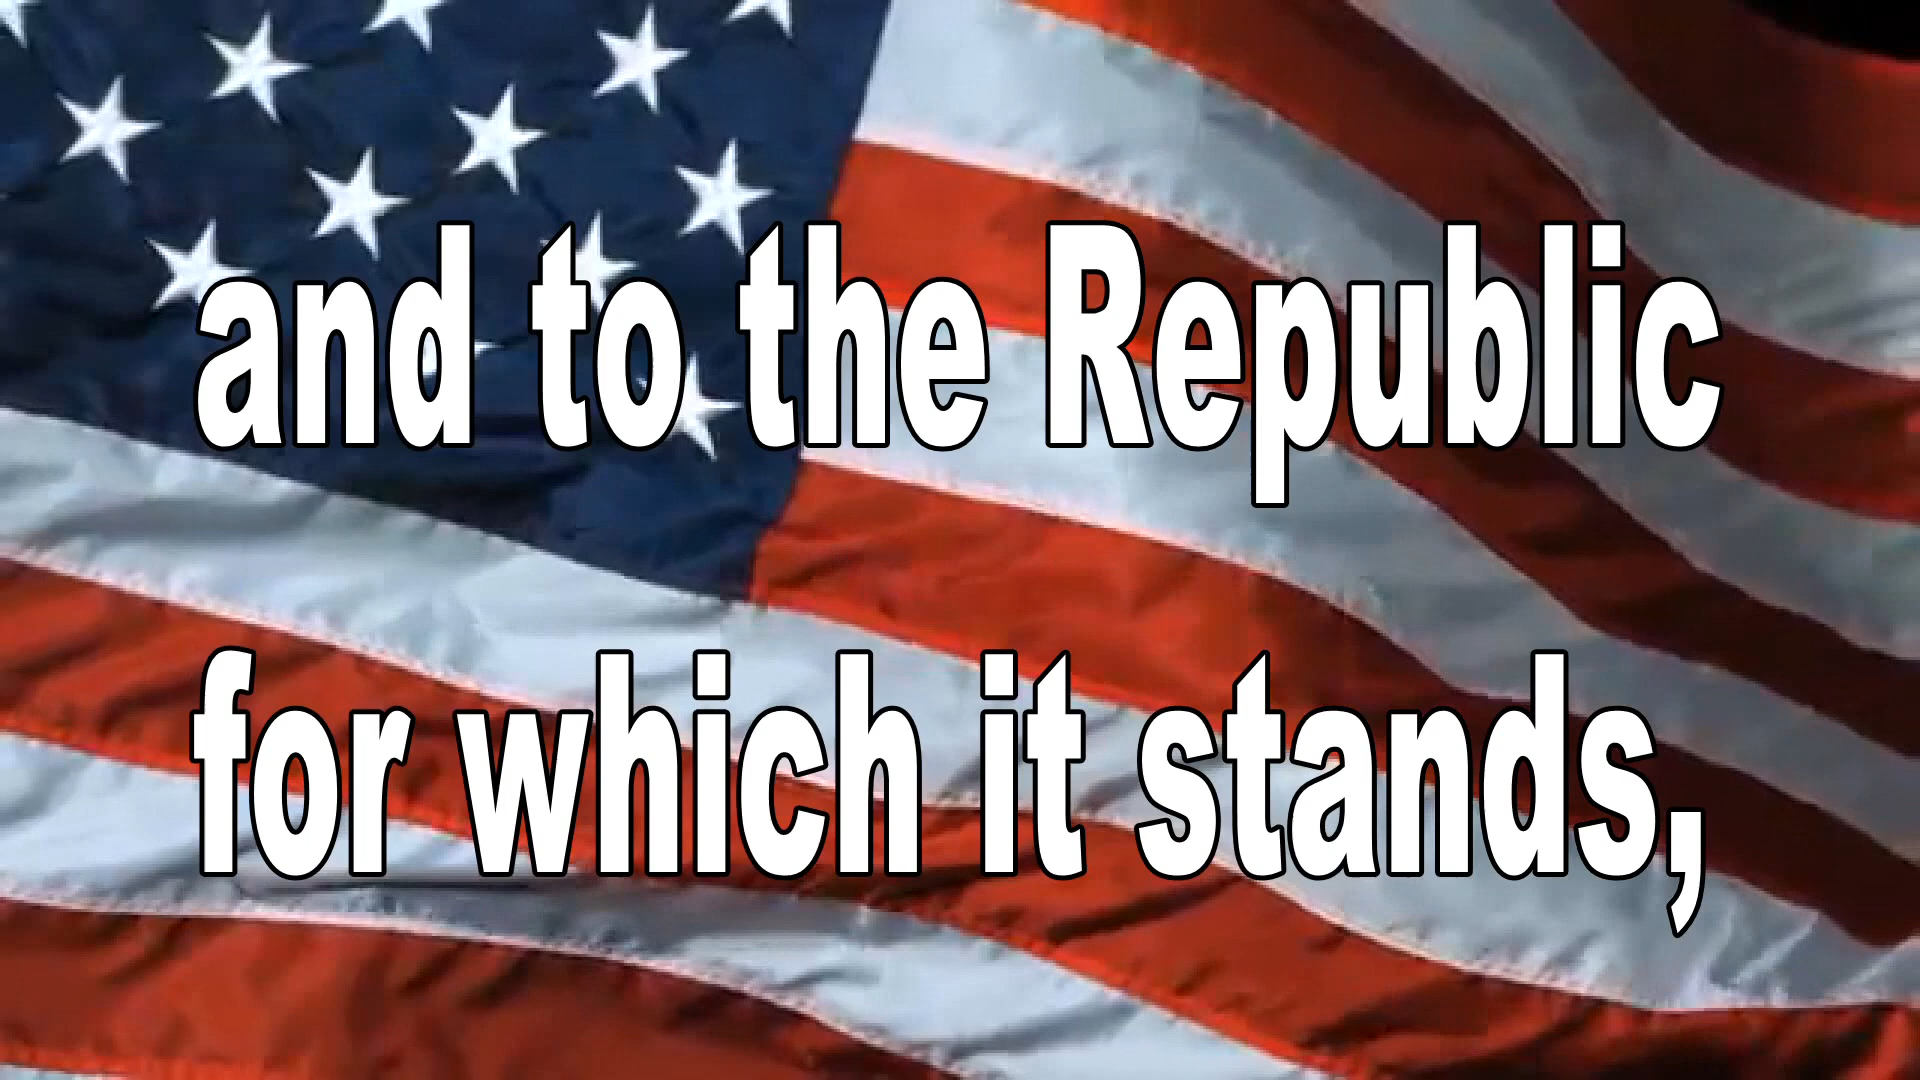 and to the Republic
for which it stands,